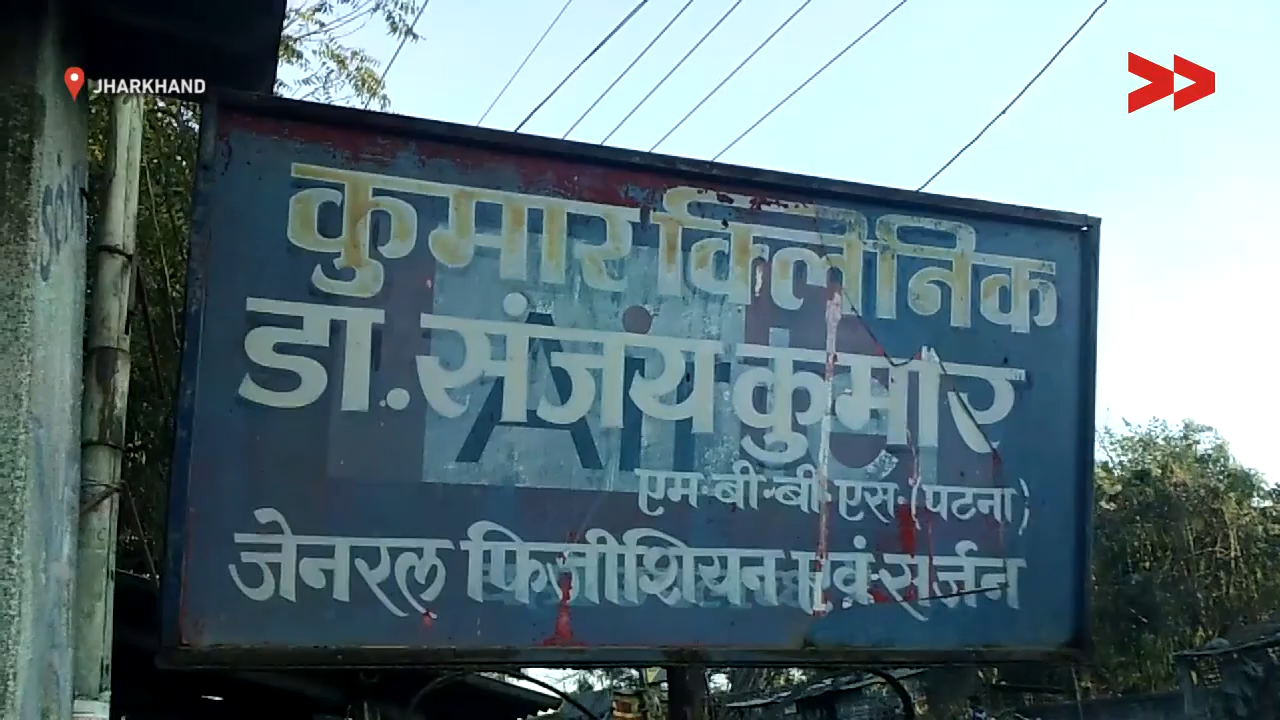 JHARKHAND
कुमार क्लिनिक
डा. संजय कुमार
एम·बी·बी·एस·(पटना)
जेनरल फिजीशियन एवं सर्जन